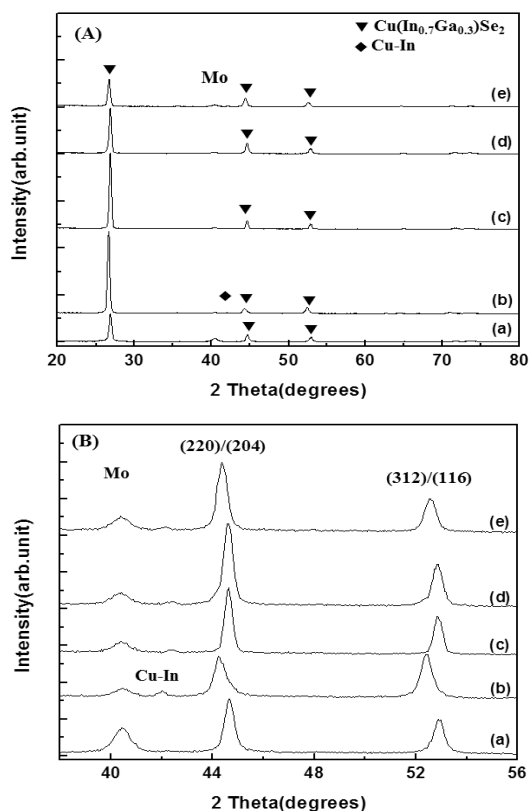 (A)
▼ Cu(In₀.₇Ga₀.₃)Se₂
◆ Cu-In
Mo
(e)
(d)
(c)
(b)
(a)
Intensity(arb.unit)
20 30 40 50 60 70 80
2 Theta(degrees)
(B)
(220)/(204)
Mo
(312)/(116)
(e)
(d)
(c)
Cu-In
(b)
(a)
Intensity(arb.unit)
40 44 48 52 56
2 Theta(degrees)